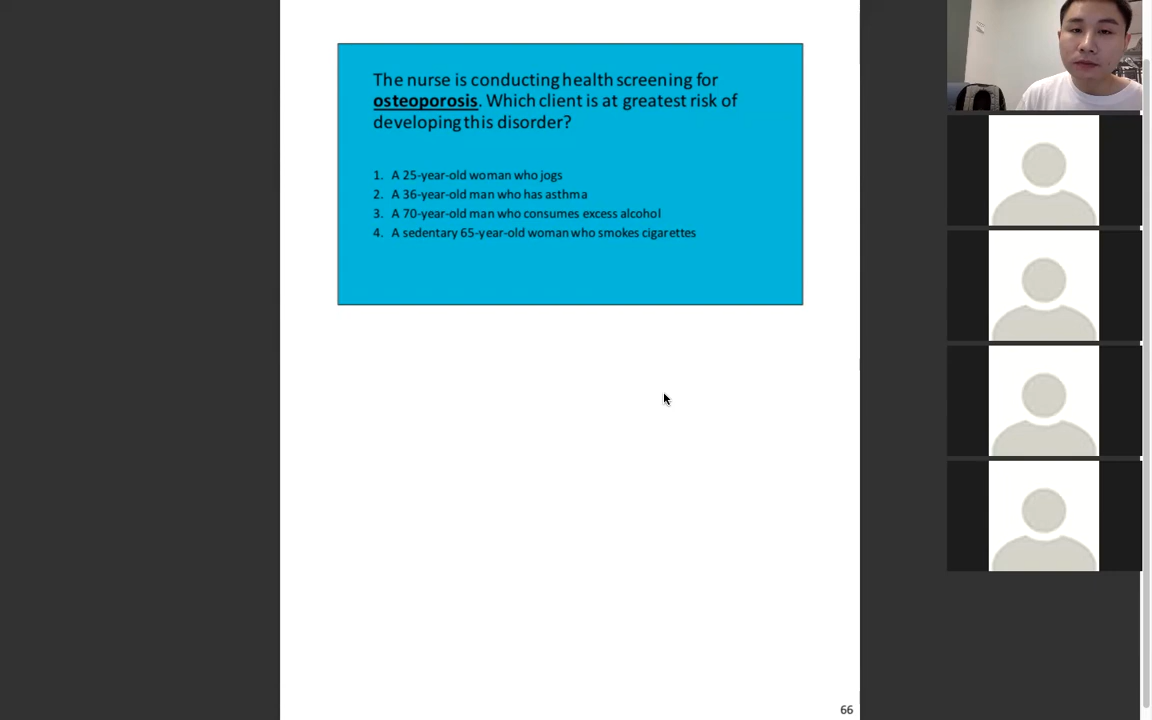 The nurse is conducting health screening for
osteoporosis. Which client is at greatest risk of
developing this disorder?
1. A 25-year-old woman who jogs
2. A 36-year-old man who has asthma
3. A 70-year-old man who consumes excess alcohol
4. A sedentary 65-year-old woman who smokes cigarettes
66